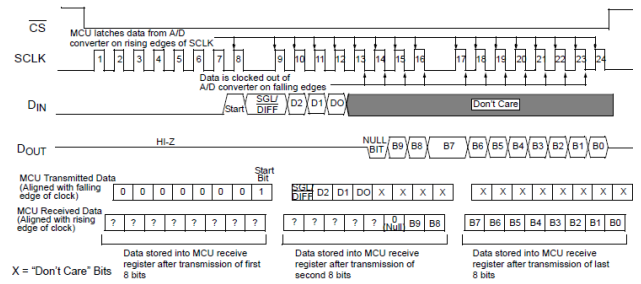 CS
MCU latches data from A/D
converter on rising edges of SCLK
SCLK
1 2 3 4 5 6 7 8 9 10 11 12 13 14 15 16 17 18 19 20 21 22 23 24
Data is clocked out of
A/D converter on falling edges
DIN
Start SGL/DIFF D2 D1 DO Don't Care
HI-Z
NULL
BIT
DOUT
B9 B8 B7 B6 B5 B4 B3 B2 B1 B0
Start
Bit
MCU Transmitted Data
(Aligned with falling
edge of clock)
0 0 0 0 0 0 0 1 SGL/DIFF D2 D1 DO X X X X X X X X X X X X
MCU Received Data
(Aligned with rising
edge of clock)
? ? ? ? ? ? ? ? ? ? ? ? ? 0 (Null) B9 B8 B7 B6 B5 B4 B3 B2 B1 B0
X = "Don't Care" Bits
Data stored into MCU receive
register after transmission of first
8 bits
Data stored into MCU receive
register after transmission of
second 8 bits
Data stored into MCU receive
register after transmission of last
8 bits